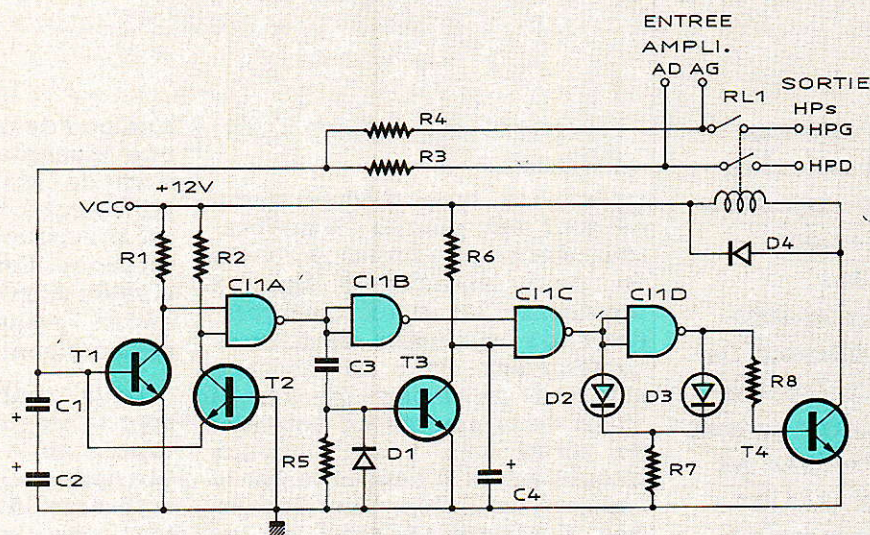 ENTREE
AMPLI.
AD AG
SORTIE
RL1
HPs
R4
HPG
R3
HPD
+12V
VCC
R1
R2
R6
D4
CI1A
CI1B
CI1C
CI1D
T1
T2
C3
T3
R8
C1
+
D2
D3
+
C2
R5
D1
+
C4
R7
T4